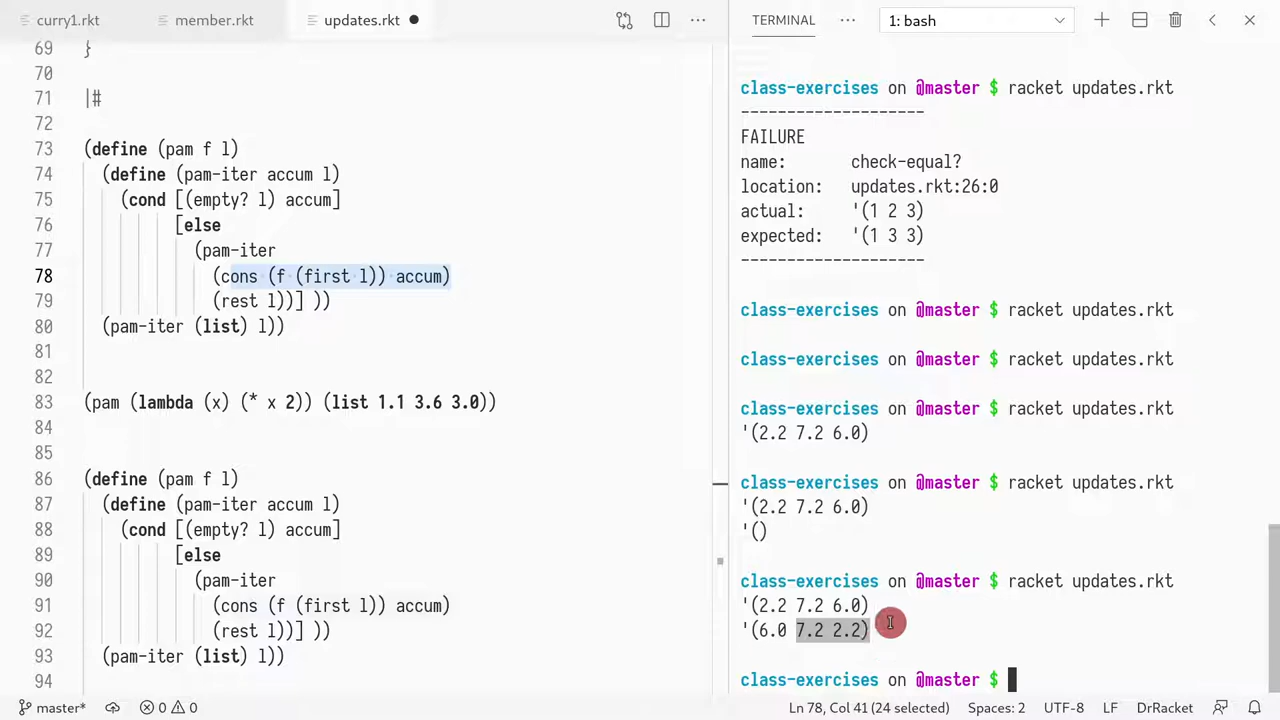 curry1.rkt member.rkt updates.rkt
69 }
70
71 |#
72
73 (define (pam f l)
74 (define (pam-iter accum l)
75 (cond [(empty? l) accum]
76 [else
77 (pam-iter
78 (cons (f (first l)) accum)
79 (rest l))] ))
80 (pam-iter (list) l))
81
82
83 (pam (lambda (x) (* x 2)) (list 1.1 3.6 3.0))
84
85
86 (define (pam f l)
87 (define (pam-iter accum l)
88 (cond [(empty? l) accum]
89 [else
90 (pam-iter
91 (cons (f (first l)) accum)
92 (rest l))] ))
93 (pam-iter (list) l))
94
TERMINAL 1: bash
class-exercises on @master $ racket updates.rkt
--------------------
FAILURE
name: check-equal?
location: updates.rkt:26:0
actual: '(1 2 3)
expected: '(1 3 3)
--------------------
class-exercises on @master $ racket updates.rkt
class-exercises on @master $ racket updates.rkt
class-exercises on @master $ racket updates.rkt
'(2.2 7.2 6.0)
class-exercises on @master $ racket updates.rkt
'(2.2 7.2 6.0)
'()
class-exercises on @master $ racket updates.rkt
'(2.2 7.2 6.0)
'(6.0 7.2 2.2)
class-exercises on @master $
master* 0 0 Ln 78, Col 41 (24 selected) Spaces: 2 UTF-8 LF DrRacket